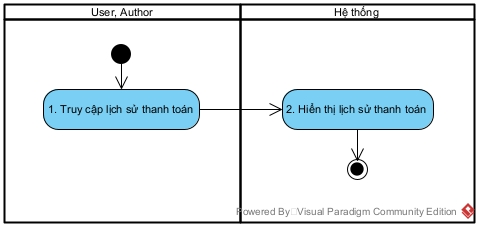 User, Author
Hệ thống
1. Truy cập lịch sử thanh toán
2. Hiển thị lịch sử thanh toán
Powered By Visual Paradigm Community Edition